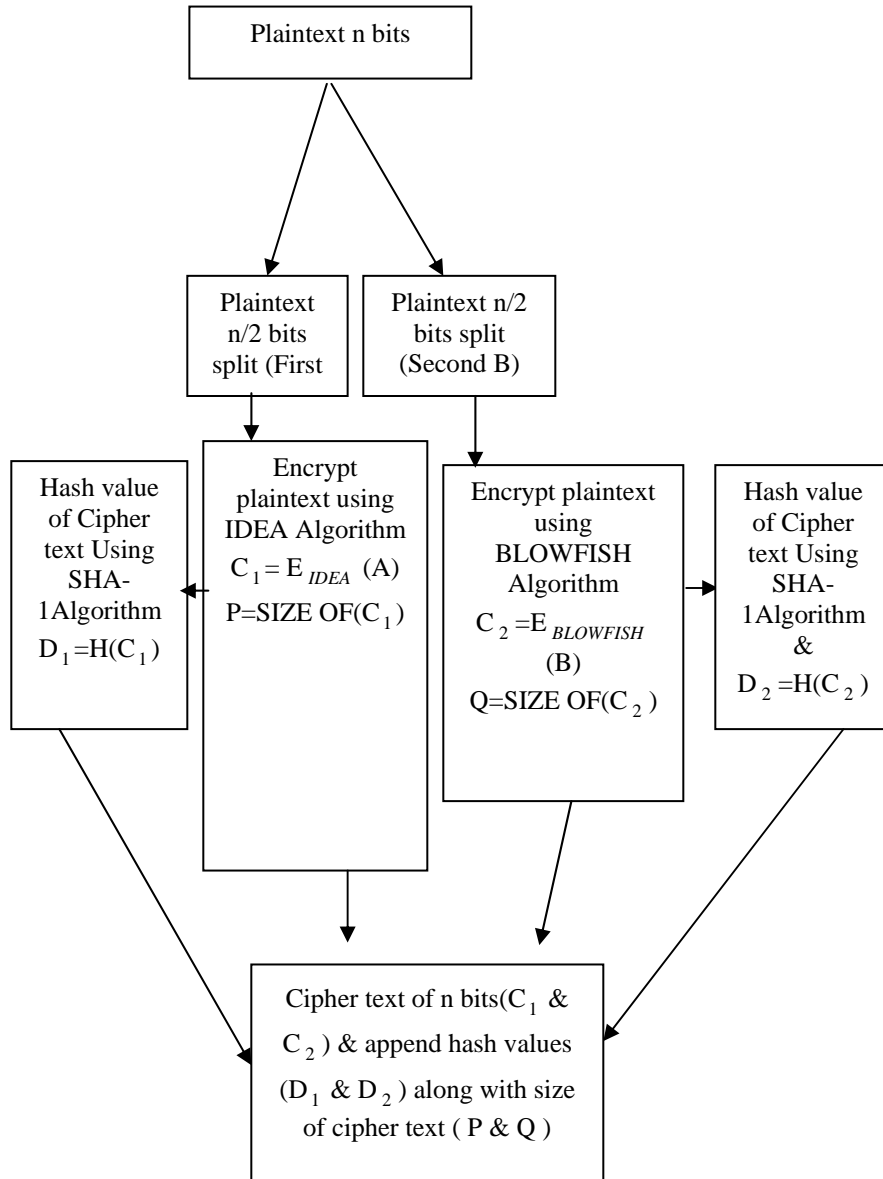 Plaintext n bits
Plaintext
n/2 bits
split (First
Plaintext n/2
bits split
(Second B)
Hash value
of Cipher
text Using
SHA-
1Algorithm
D₁=H(C₁)
Encrypt
plaintext using
IDEA Algorithm
C₁= E IDEA (A)
P=SIZE OF(C₁)
Encrypt plaintext
using
BLOWFISH
Algorithm
C₂ =E BLOWFISH
(B)
Q=SIZE OF(C₂ )
Hash value
of Cipher
text Using
SHA-
1Algorithm
&
D₂ =H(C₂ )
Cipher text of n bits(C₁ &
C₂ ) & append hash values
(D₁ & D₂ ) along with size
of cipher text ( P & Q )